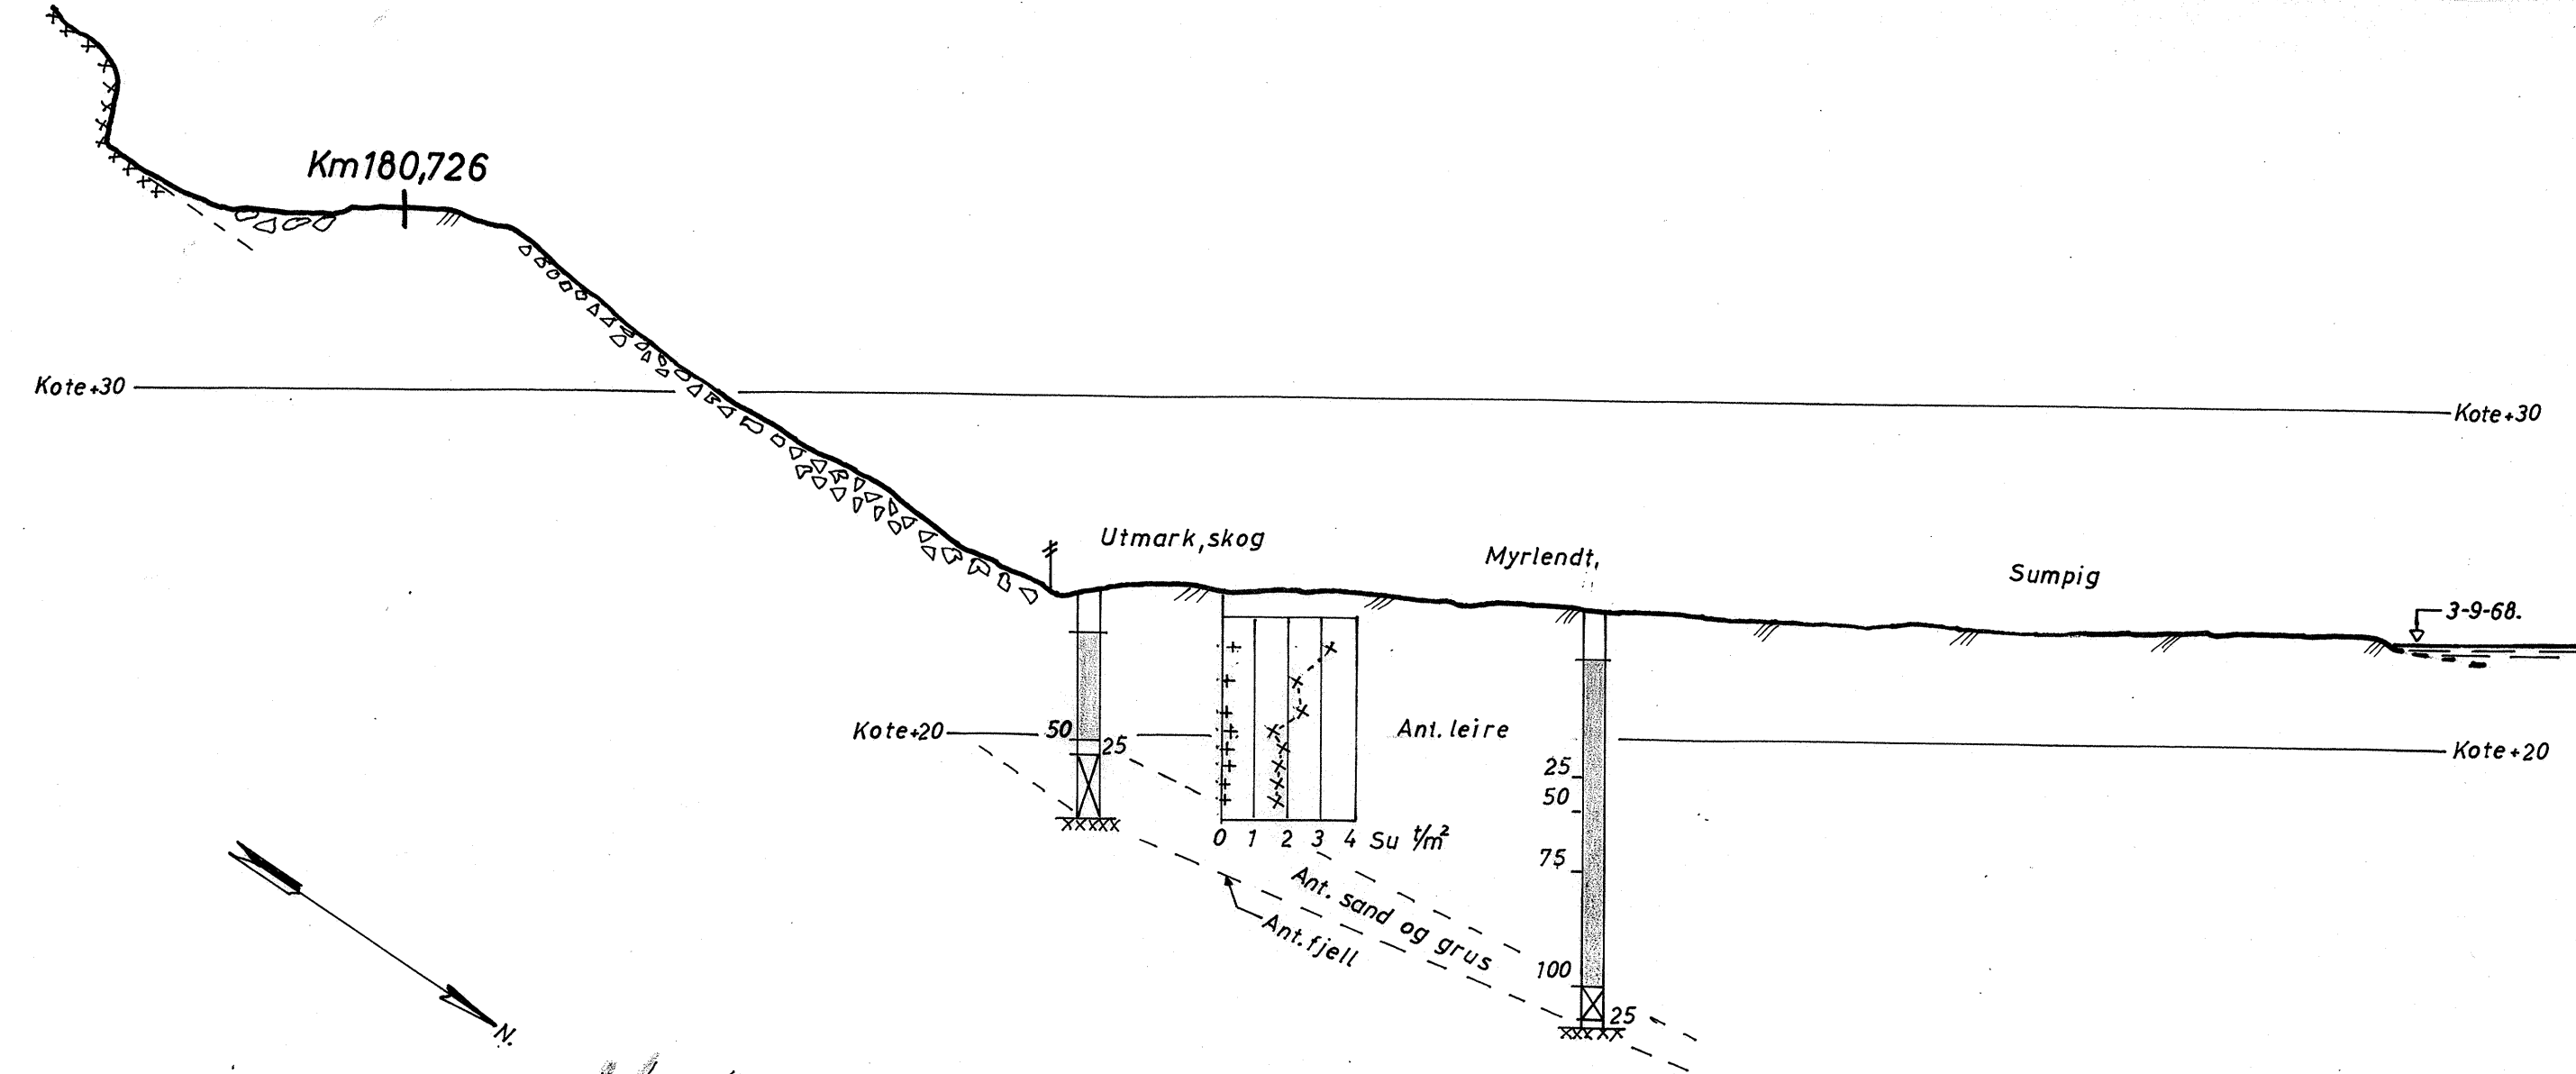 Km 180,726
Kote+30
Kote+30
Utmark, skog
Myrlendt,
Sumpig
3-9-68.
Kote+20
50
25
Ant. leire
Kote+20
25
50
75
100
25
0 1 2 3 4 Su t/m²
Ant. sand og grus
Ant. fjell
N.